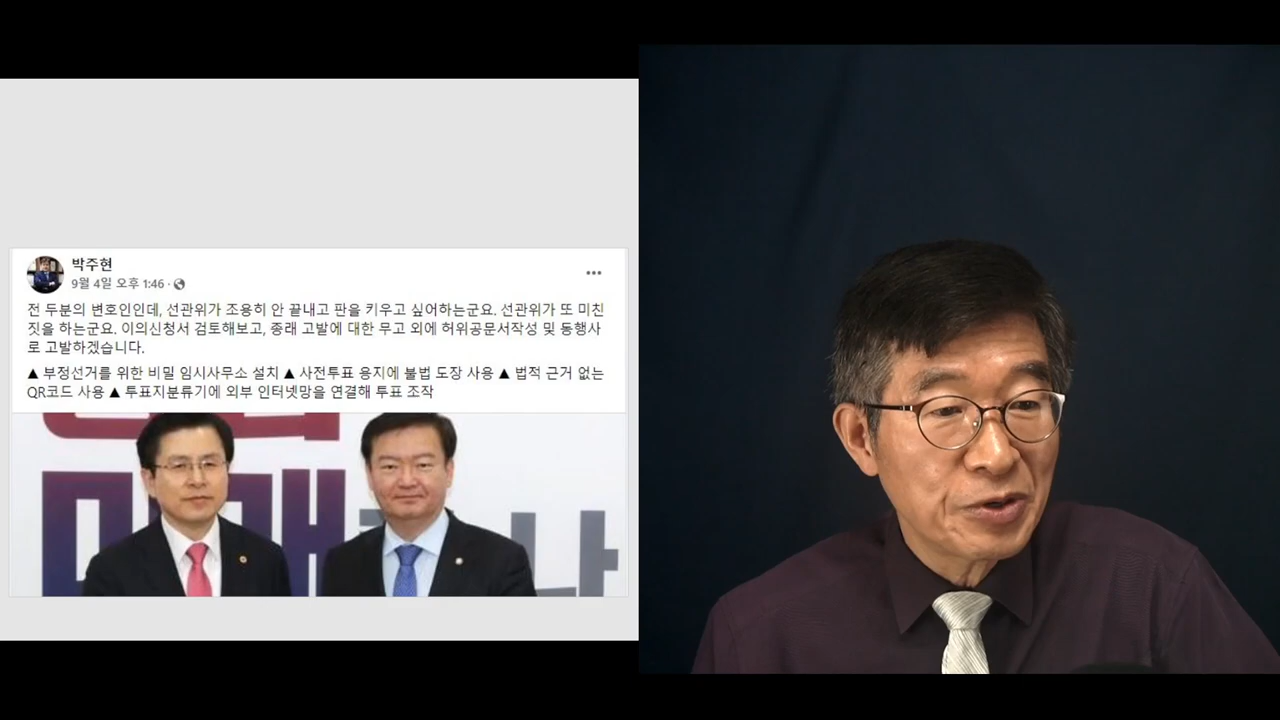 박주현
9월 4일 오후 1:46 ·
전 두분의 변호인인데, 선관위가 조용히 안 끝내고 판을 키우고 싶어하는군요. 선관위가 또 미친
짓을 하는군요. 이의신청서 검토해보고, 종래 고발에 대한 무고 외에 허위공문서작성 및 동행사
로 고발하겠습니다.
▲ 부정선거를 위한 비밀 임시사무소 설치 ▲ 사전투표 용지에 불법 도장 사용 ▲ 법적 근거 없는
QR코드 사용 ▲ 투표지분류기에 외부 인터넷망을 연결해 투표 조작